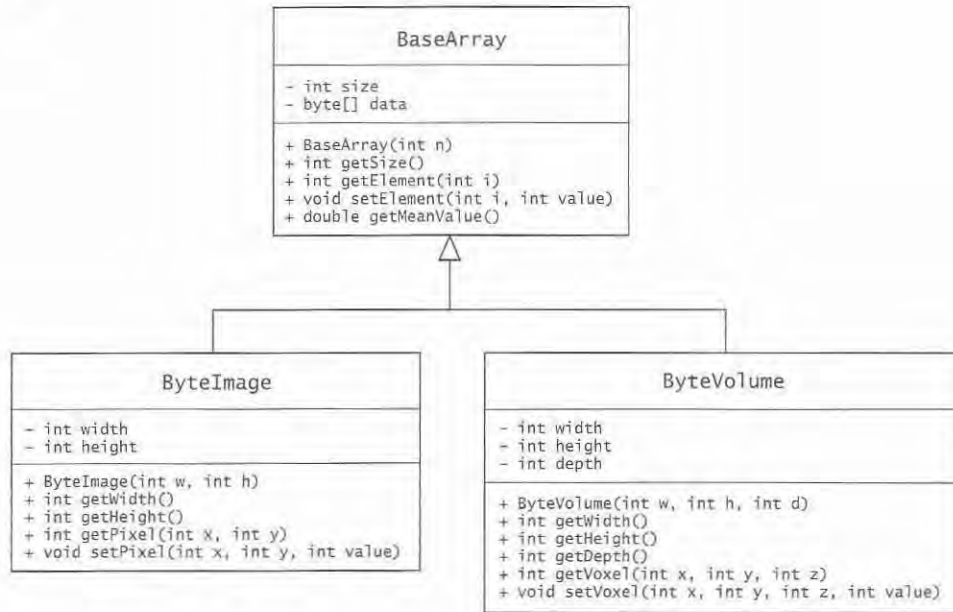 BaseArray
- int size
- byte[] data
+ BaseArray(int n)
+ int getSize()
+ int getElement(int i)
+ void setElement(int i, int value)
+ double getMeanValue()
ByteImage
- int width
- int height
+ ByteImage(int w, int h)
+ int getWidth()
+ int getHeight()
+ int getPixel(int x, int y)
+ void setPixel(int x, int y, int value)
ByteVolume
- int width
- int height
- int depth
+ ByteVolume(int w, int h, int d)
+ int getWidth()
+ int getHeight()
+ int getDepth()
+ int getVoxel(int x, int y, int z)
+ void setVoxel(int x, int y, int z, int value)